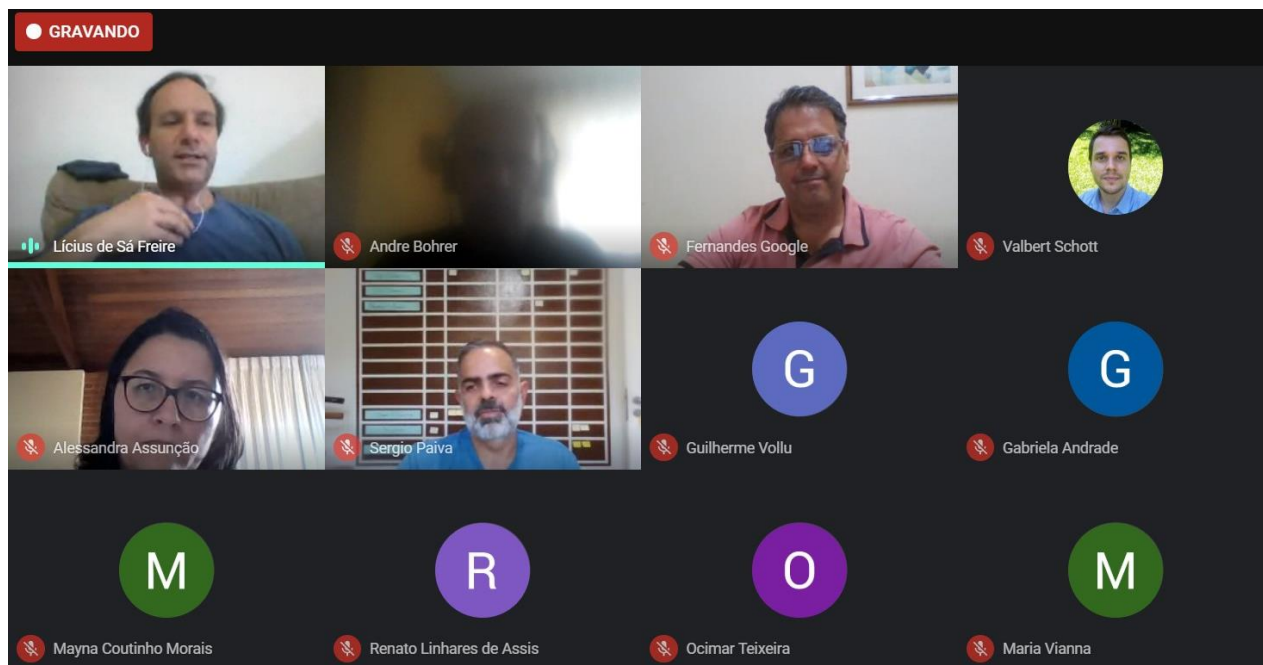 GRAVANDO
Lícius de Sá Freire
Andre Bohrer
Fernandes Google
Valbert Schott
Alessandra Assunção
Sergio Paiva
G
Guilherme Vollu
G
Gabriela Andrade
M
Mayna Coutinho Morais
R
Renato Linhares de Assis
O
Ocimar Teixeira
M
Maria Vianna